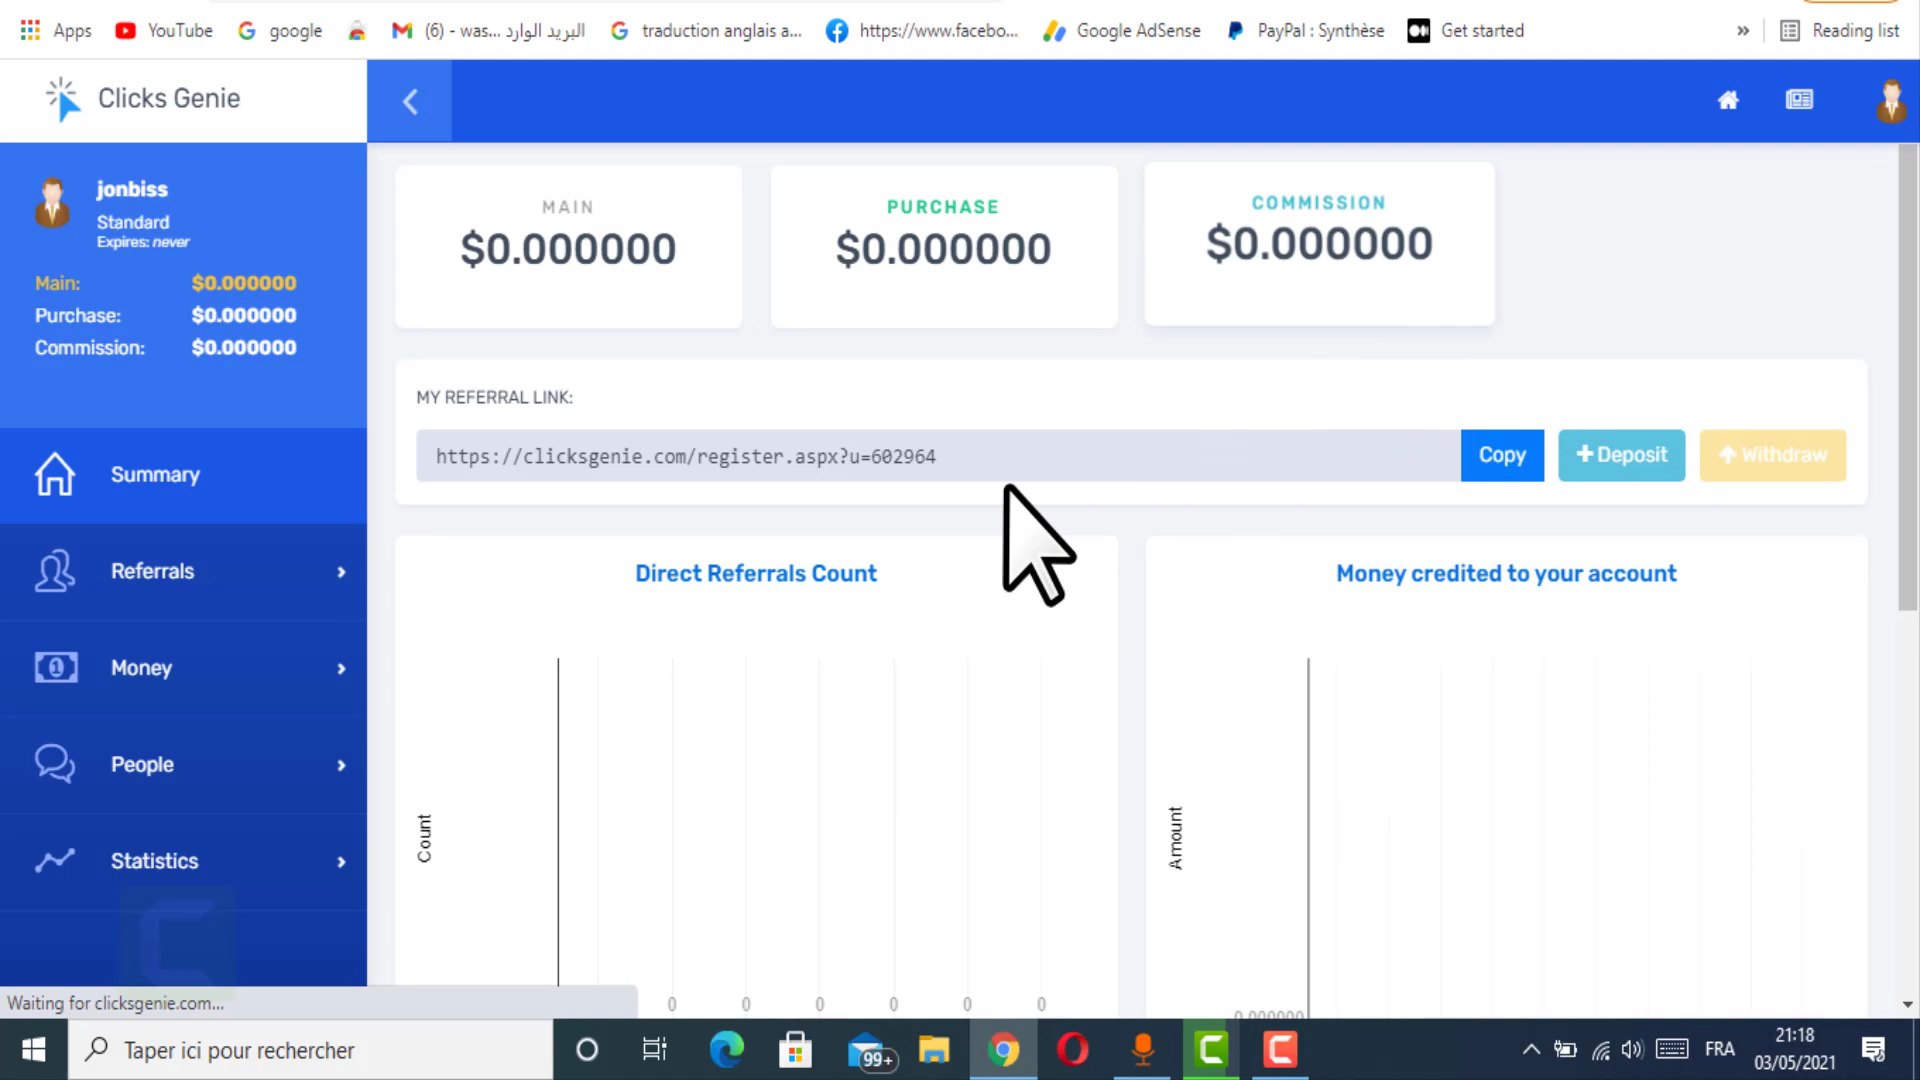 Apps YouTube google (6) - was... البريد الوارد traduction anglais a... https://www.facebo... Google AdSense PayPal : Synthèse Get started » Reading list
Clicks Genie
jonbiss
Standard
Expires: never
Main: $0.000000
Purchase: $0.000000
Commission: $0.000000
Summary
Referrals
Money
People
Statistics
MAIN
$0.000000
PURCHASE
$0.000000
COMMISSION
$0.000000
MY REFERRAL LINK:
https://clicksgenie.com/register.aspx?u=602964
Copy
Deposit
Withdraw
Direct Referrals Count
Count
0 0 0 0 0 0
Money credited to your account
Amount
0.000000
Waiting for clicksgenie.com...
Taper ici pour rechercher
99+
FRA
21:18
03/05/2021